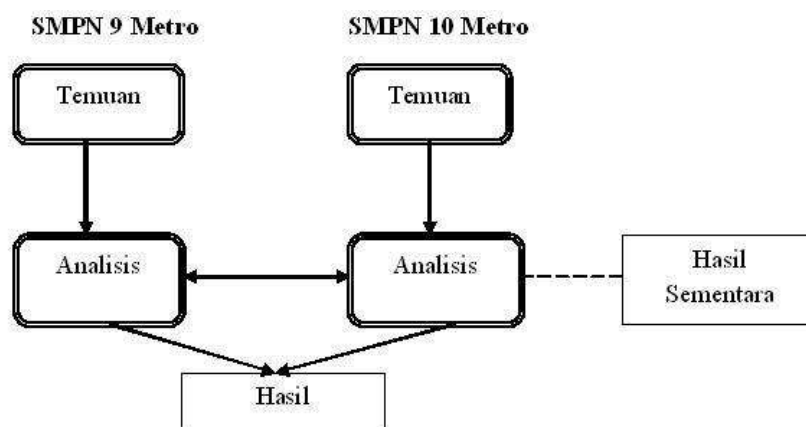 SMPN 9 Metro
SMPN 10 Metro
Temuan
Temuan
Analisis
Analisis
Hasil
Sementara
Hasil